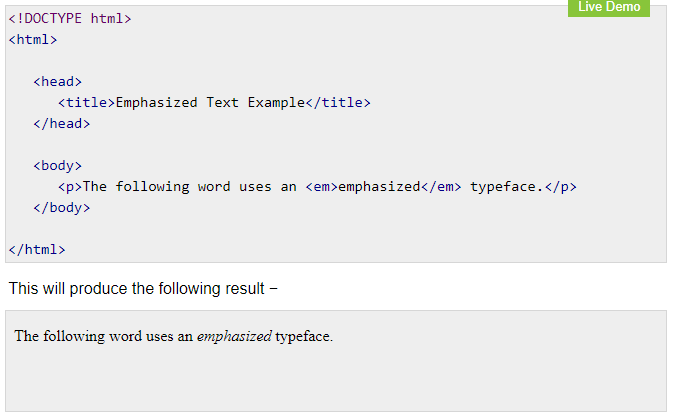 Live Demo
<!DOCTYPE html>
<html>
<head>
<title>Emphasized Text Example</title>
</head>
<body>
<p>The following word uses an <em>emphasized</em> typeface.</p>
</body>
</html>
This will produce the following result −
The following word uses an emphasized typeface.